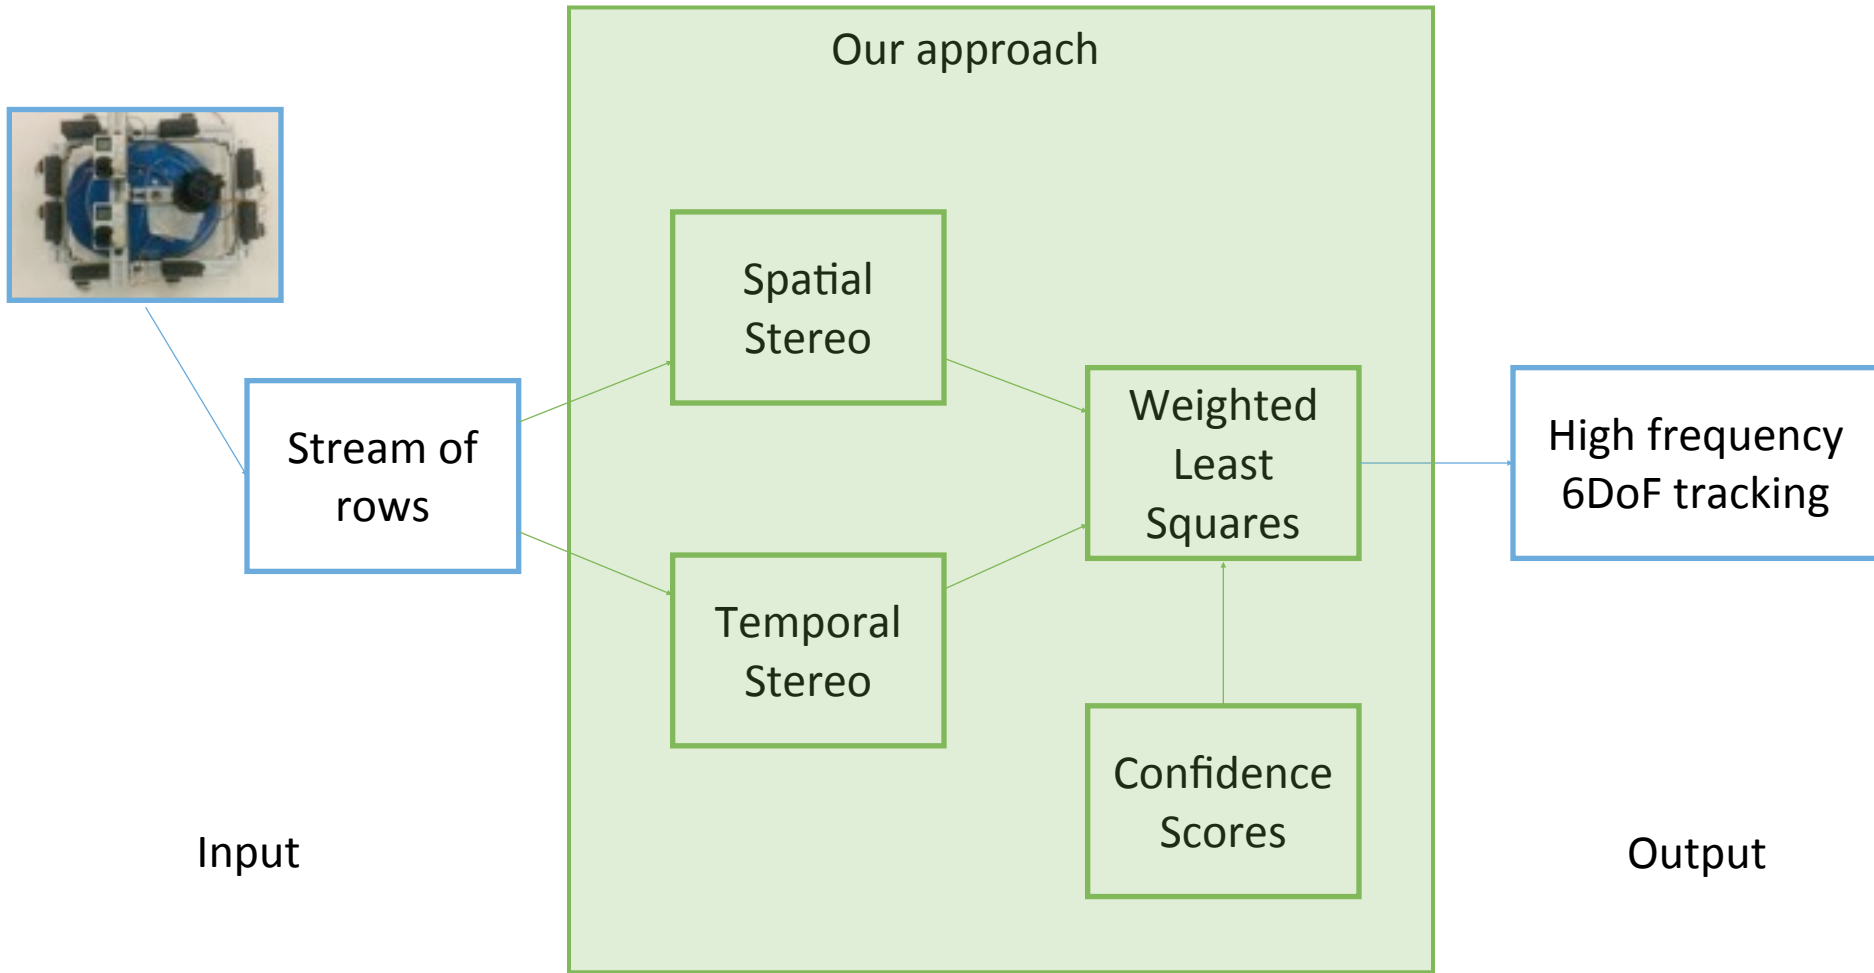 Our approach
Spatial
Stereo
Stream of
rows
Temporal
Stereo
Weighted
Least
Squares
Confidence
Scores
High frequency
6DoF tracking
Input
Output